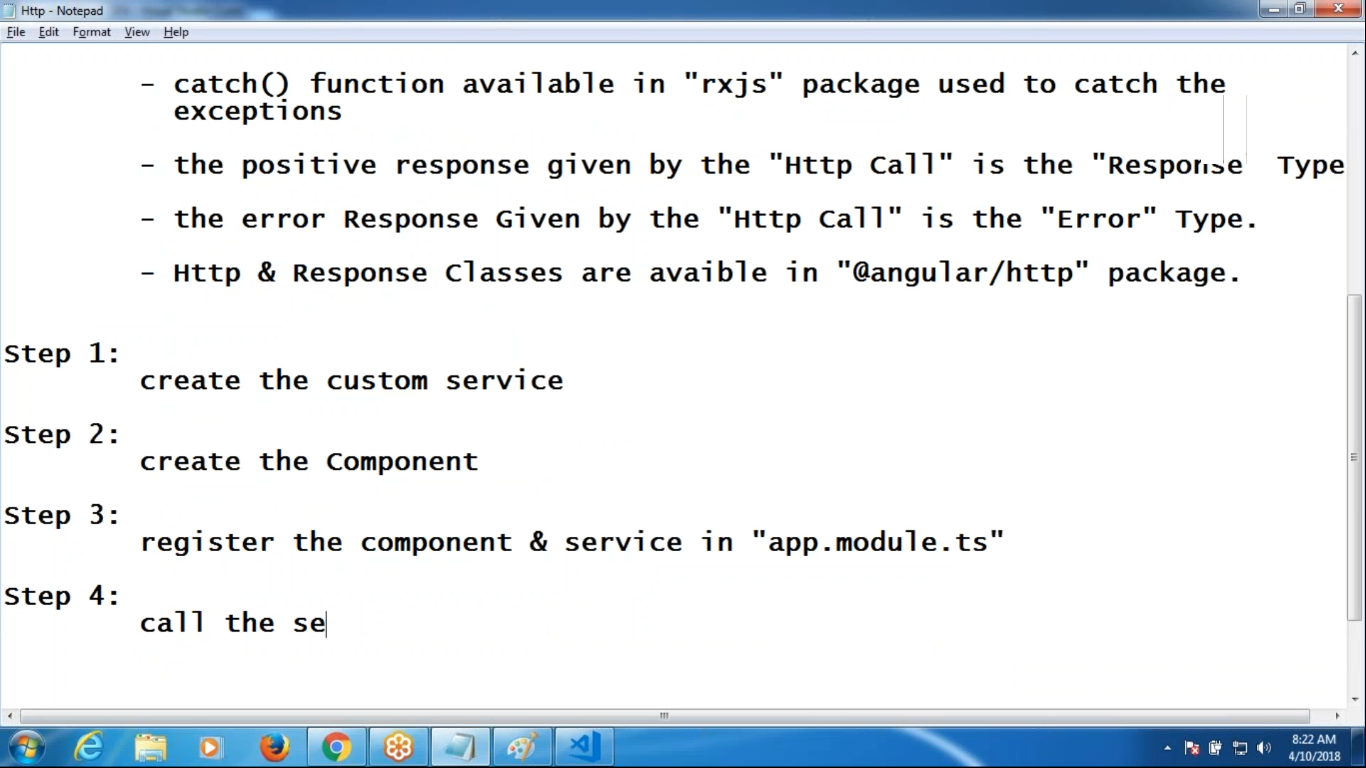 Http - Notepad
File Edit Format View Help
- catch() function available in "rxjs" package used to catch the
exceptions
- the positive response given by the "Http Call" is the "Response Type
- the error Response Given by the "Http Call" is the "Error" Type.
- Http & Response Classes are avaible in "@angular/http" package.
Step 1:
create the custom service
Step 2:
create the Component
Step 3:
register the component & service in "app.module.ts"
Step 4:
call the se
8:22 AM
4/10/2018